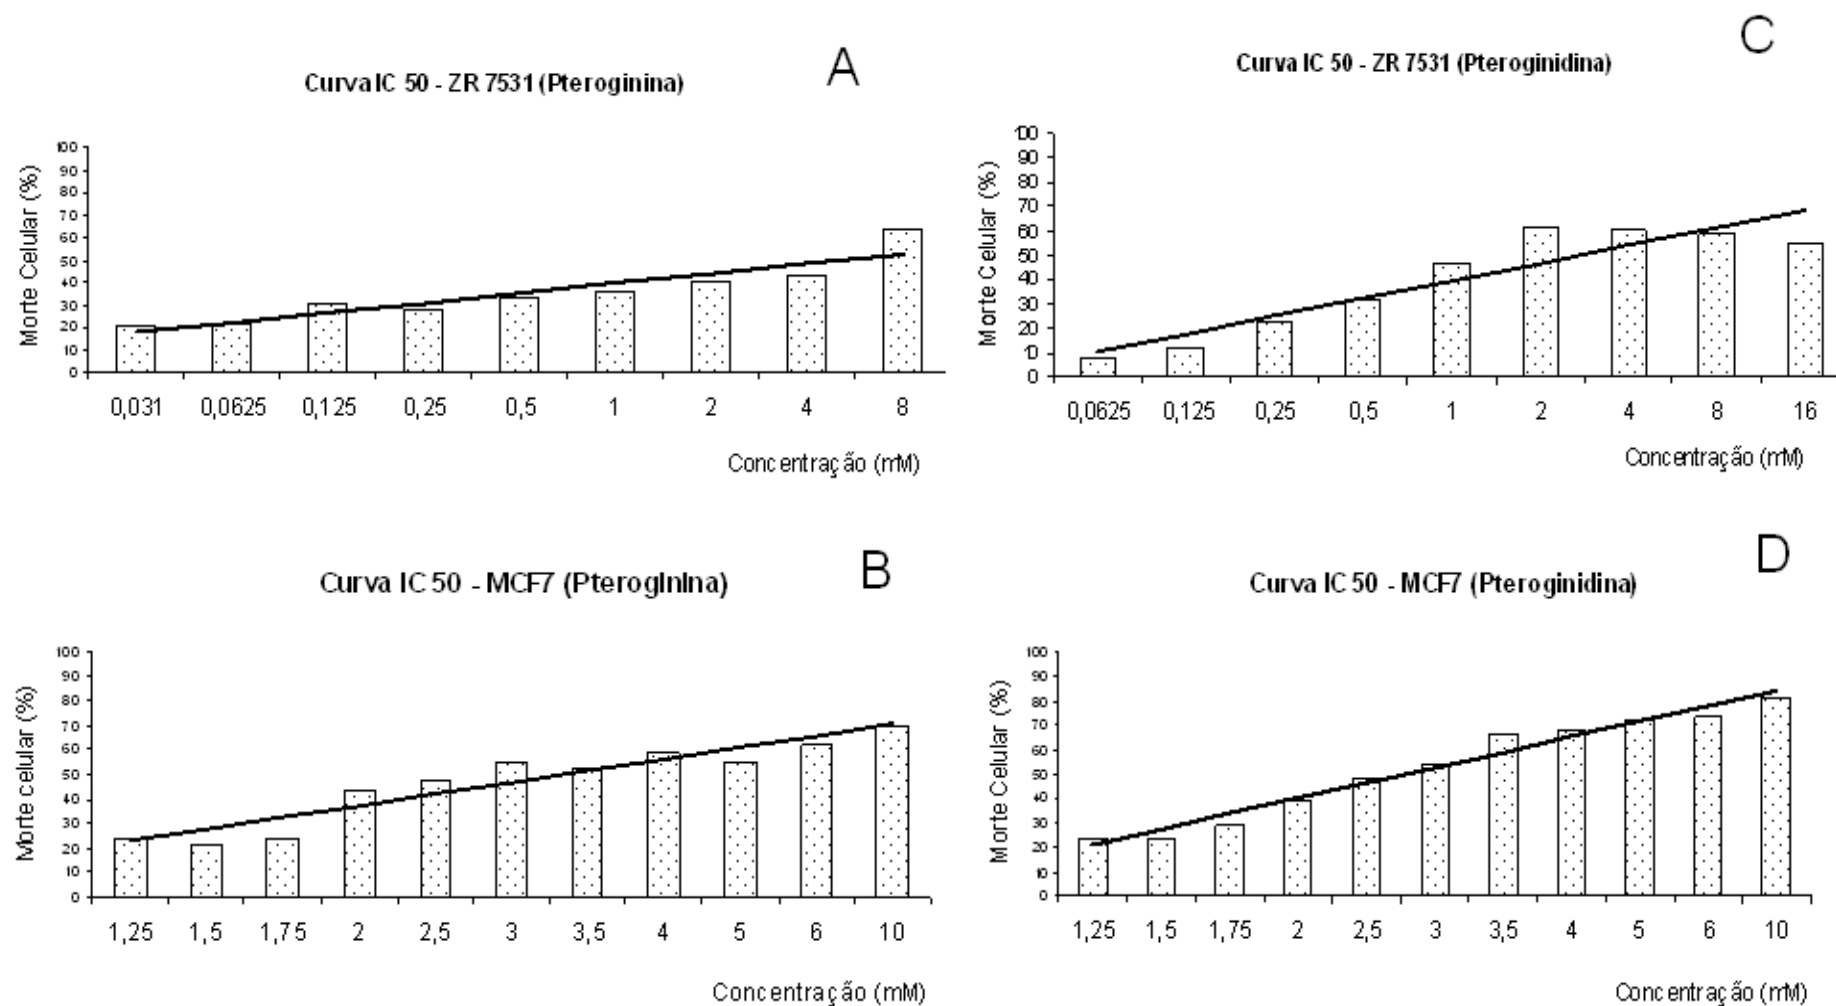 A
Curva IC 50 - ZR 7531 (Pteroginina)
Morte Celular (%)
100
90
80
70
60
50
40
30
20
10
0
0,031 0,0625 0,125 0,25 0,5 1 2 4 8
Concentração (mM)
C
Curva IC 50 - ZR 7531 (Pteroginidina)
Morte Celular (%)
100
90
80
70
60
50
40
30
20
10
0
0,0625 0,125 0,25 0,5 1 2 4 8 16
Concentração (mM)
B
Curva IC 50 - MCF7 (Pteroginina)
Morte celular (%)
100
90
80
70
60
50
40
30
20
10
0
1,25 1,5 1,75 2 2,5 3 3,5 4 5 6 10
Concentração (mM)
D
Curva IC 50 - MCF7 (Pteroginidina)
Morte Celular (%)
100
90
80
70
60
50
40
30
20
10
0
1,25 1,5 1,75 2 2,5 3 3,5 4 5 6 10
Concentração (mM)